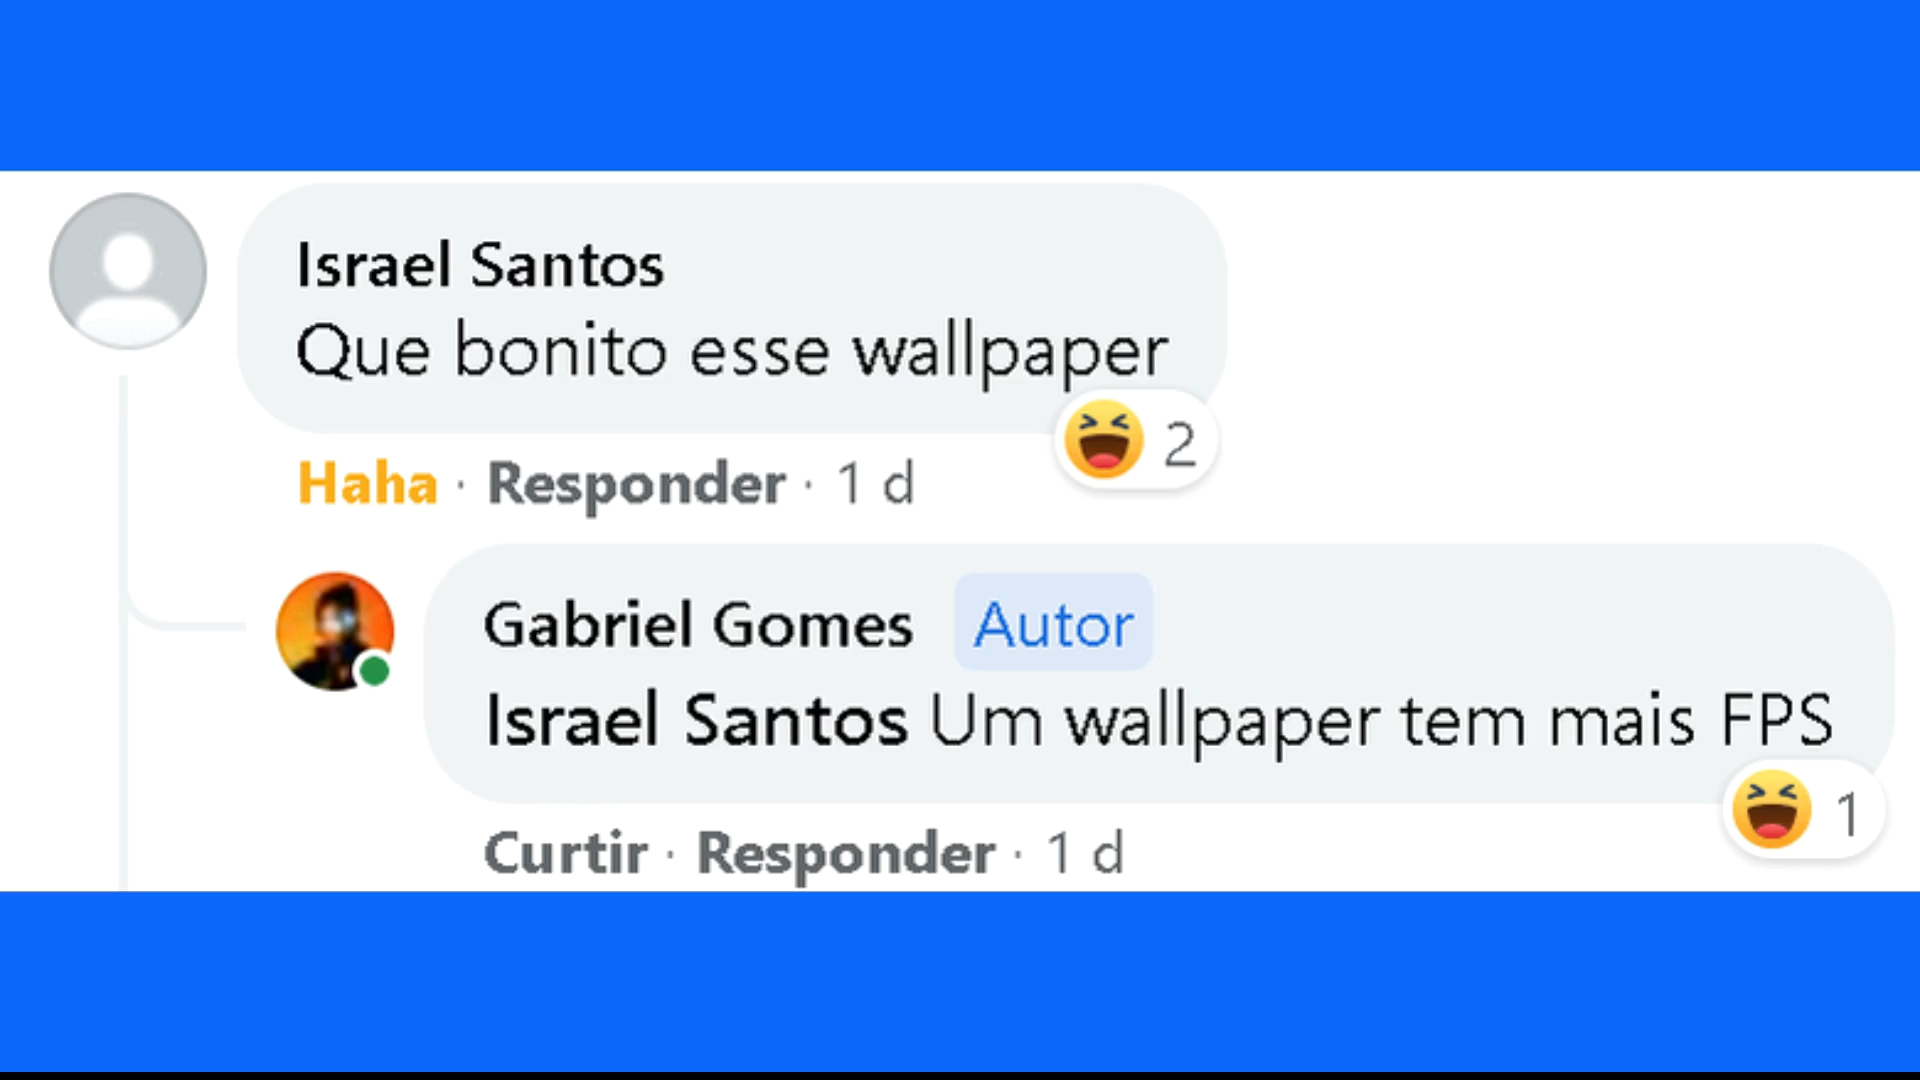 Israel Santos
Que bonito esse wallpaper
2
Haha · Responder · 1 d
Gabriel Gomes Autor
Israel Santos Um wallpaper tem mais FPS
1
Curtir · Responder · 1 d